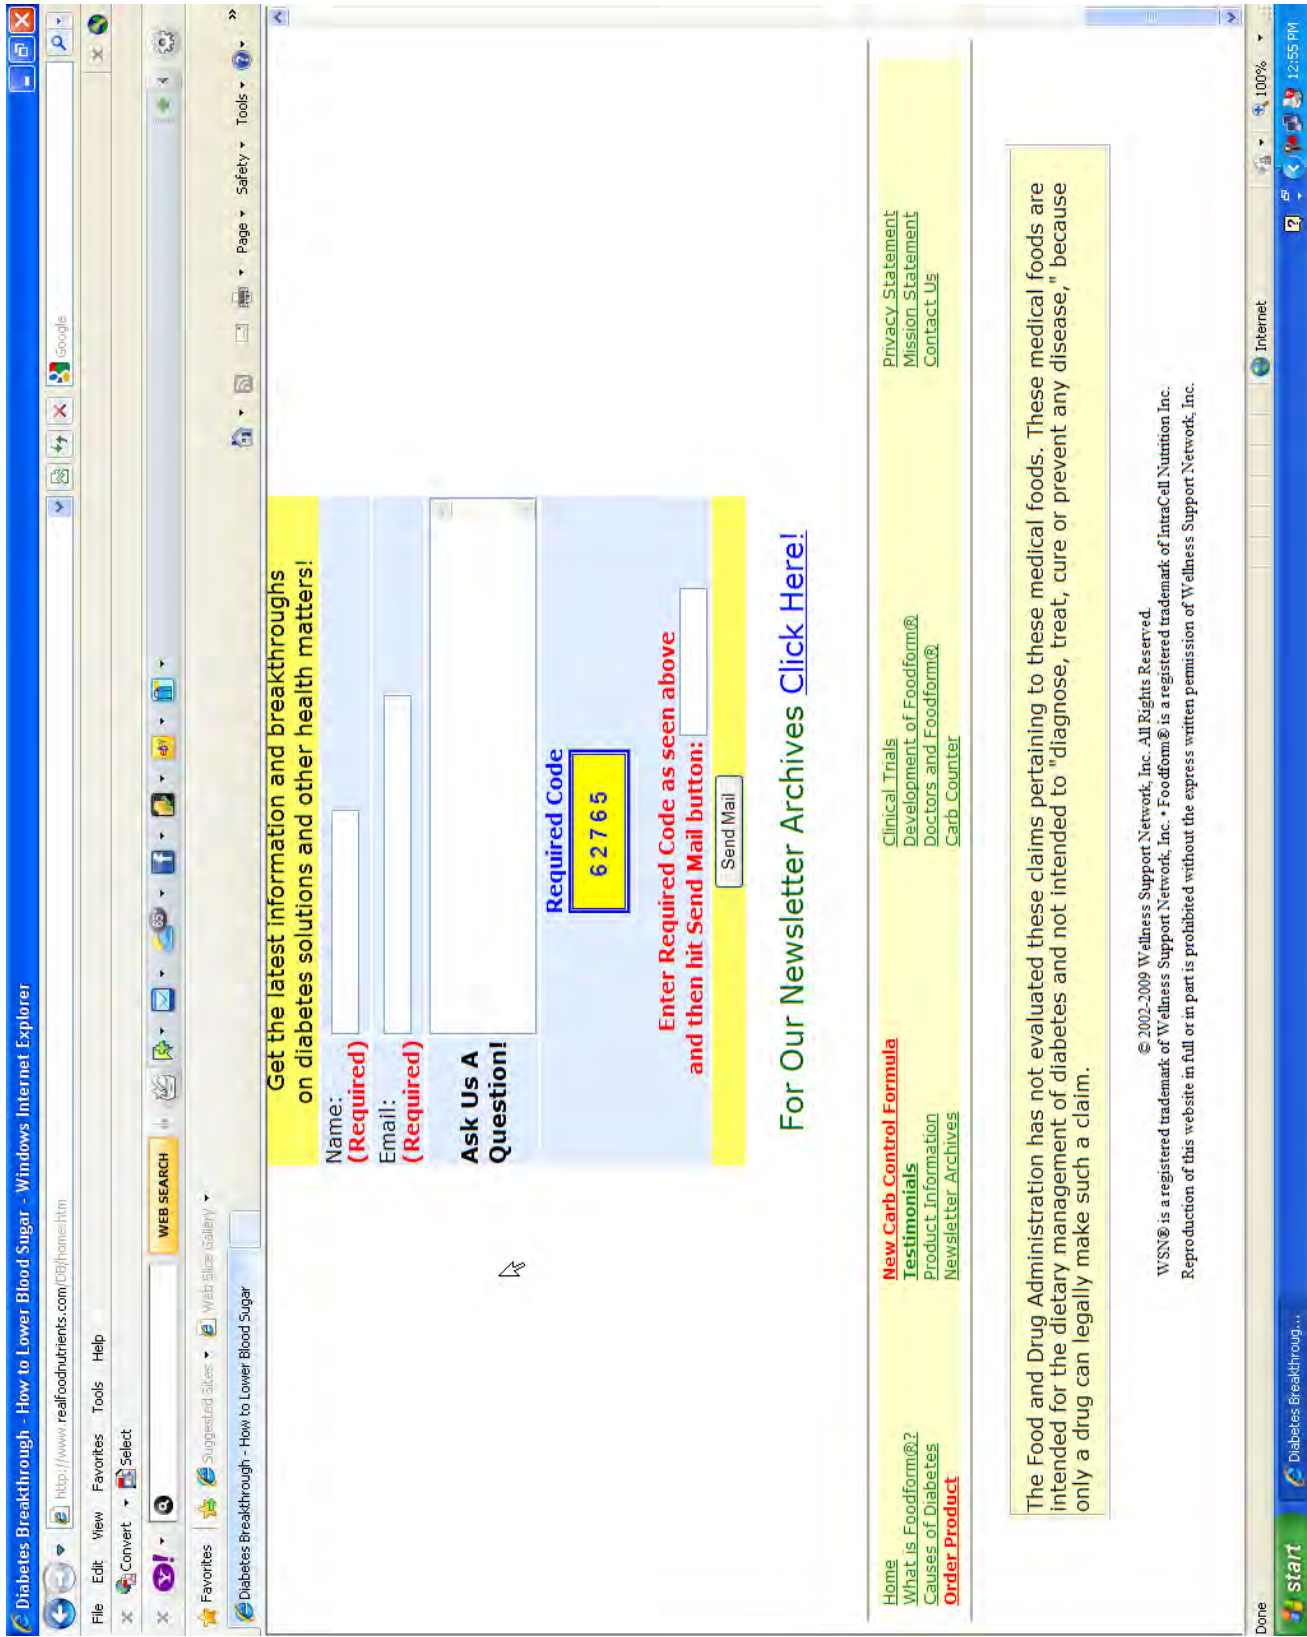 Diabetes Breakthrough - How to Lower Blood Sugar - Windows Internet Explorer
http://www.realfoodnutrients.com/DB/home.htm
Google
File Edit View Favorites Tools Help
Convert Select
WEB SEARCH
65
Favorites Suggested Sites Web Slice Gallery
Diabetes Breakthrough - How to Lower Blood Sugar
Page Safety Tools
Get the latest information and breakthroughs
on diabetes solutions and other health matters!
Name:
(Required)
Email:
(Required)
Ask Us A
Question!
Required Code
62765
Enter Required Code as seen above
and then hit Send Mail button:
Send Mail
For Our Newsletter Archives Click Here!
Home
What is Foodform®?
Causes of Diabetes
Order Product
New Carb Control Formula
Testimonials
Product Information
Newsletter Archives
Clinical Trials
Development of Foodform®
Doctors and Foodform®
Carb Counter
Privacy Statement
Mission Statement
Contact Us
The Food and Drug Administration has not evaluated these claims pertaining to these medical foods. These medical foods are
intended for the dietary management of diabetes and not intended to "diagnose, treat, cure or prevent any disease," because
only a drug can legally make such a claim.
© 2002-2009 Wellness Support Network, Inc. All Rights Reserved.
WSN® is a registered trademark of Wellness Support Network, Inc. • Foodform® is a registered trademark of IntraCell Nutrition Inc.
Reproduction of this website in full or in part is prohibited without the express written permission of Wellness Support Network, Inc.
Done
Internet
100%
start
Diabetes Breakthroug...
12:55 PM